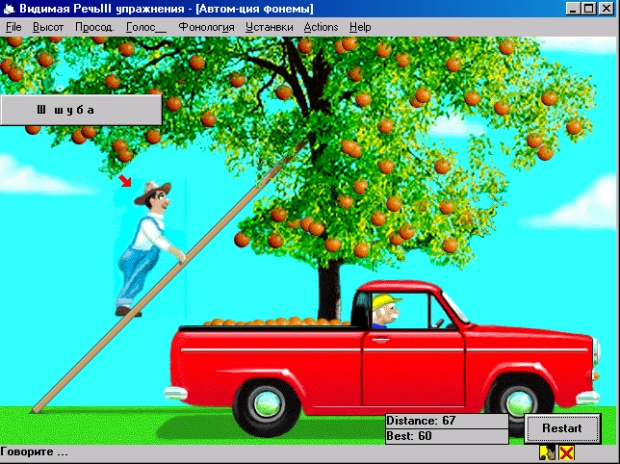 Видимая РечьIII упражнения - [Автом-ция фонемы]
File Высот Просод. Голос__ Фонология Устанвки Actions Help
Ш шуба
Distance: 67
Best: 60
Restart
Говорите ...